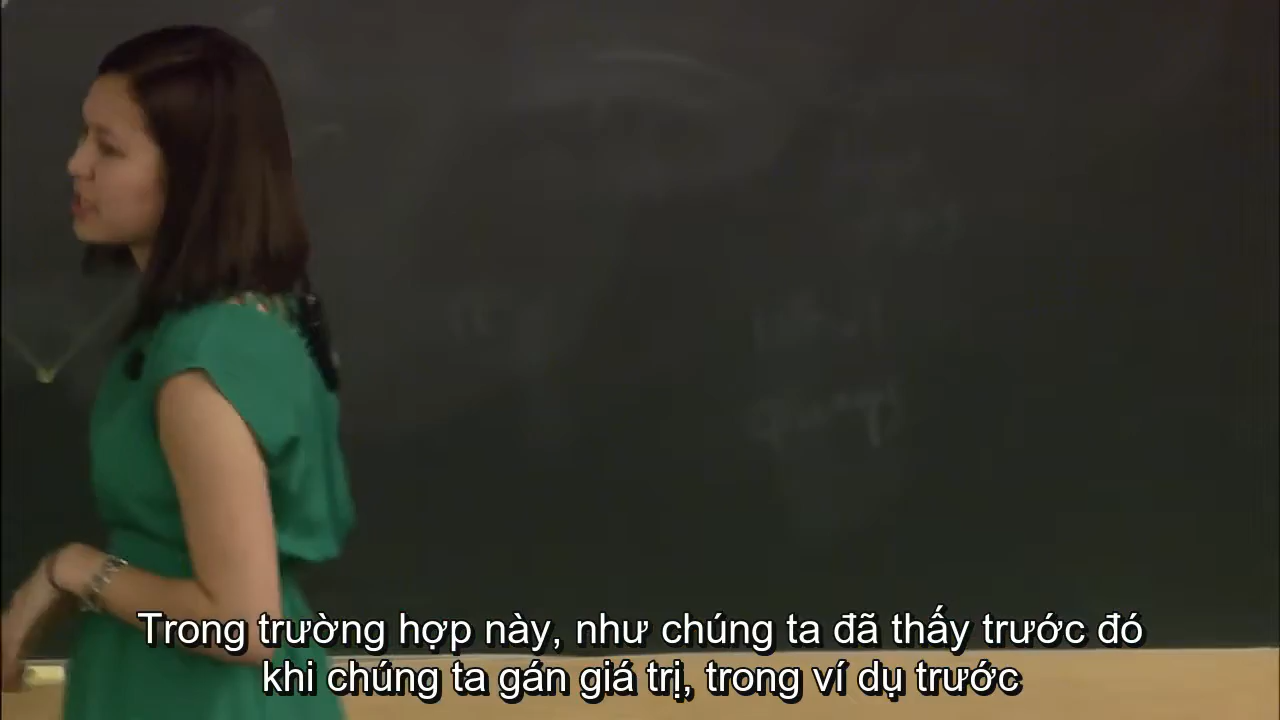 Trong trường hợp này, như chúng ta đã thấy trước đó
khi chúng ta gán giá trị, trong ví dụ trước